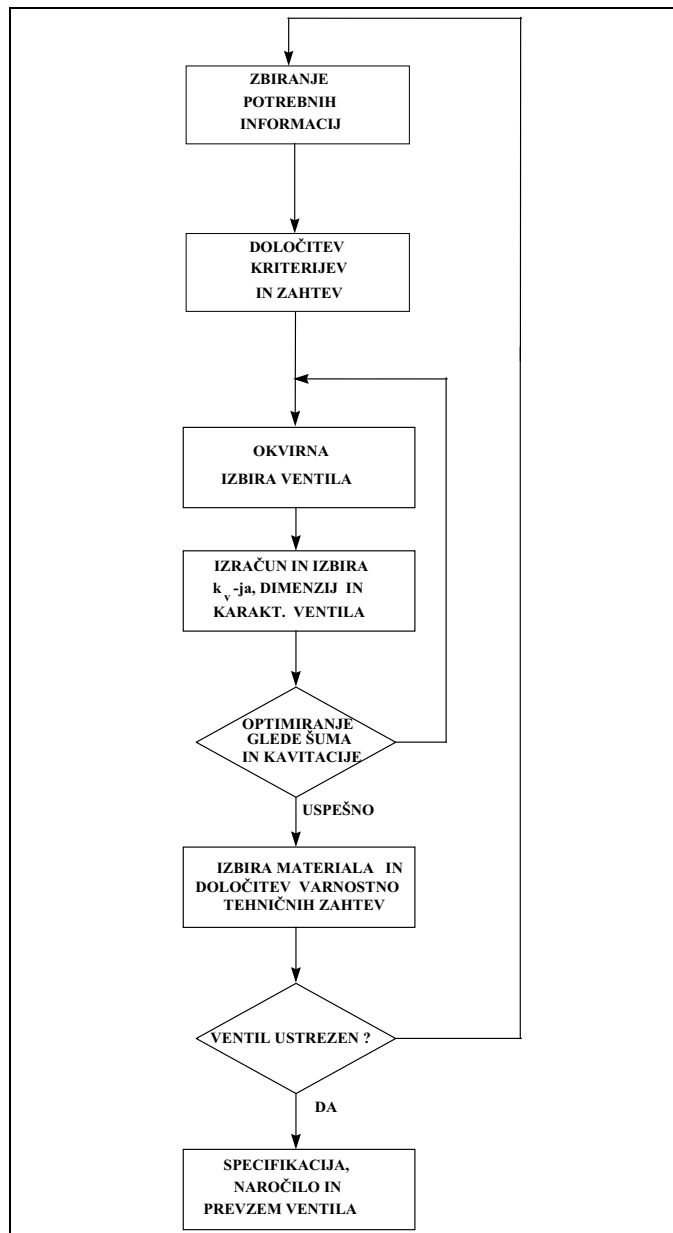 ZBIRANJE
POTREBNIH
INFORMACIJ
DOLOČITEV
KRITERIJEV
IN ZAHTEV
OKVIRNA
IZBIRA VENTILA
IZRAČUN IN IZBIRA
k v -ja, DIMENZIJ IN
KARAKT. VENTILA
OPTIMIRANJE
GLEDE ŠUMA
IN KAVITACIJE
USPEŠNO
IZBIRA MATERIALA IN
DOLOČITEV VARNOSTNO
TEHNIČNIH ZAHTEV
VENTIL USTREZEN ?
DA
SPECIFIKACIJA,
NAROČILO IN
PREVZEM VENTILA